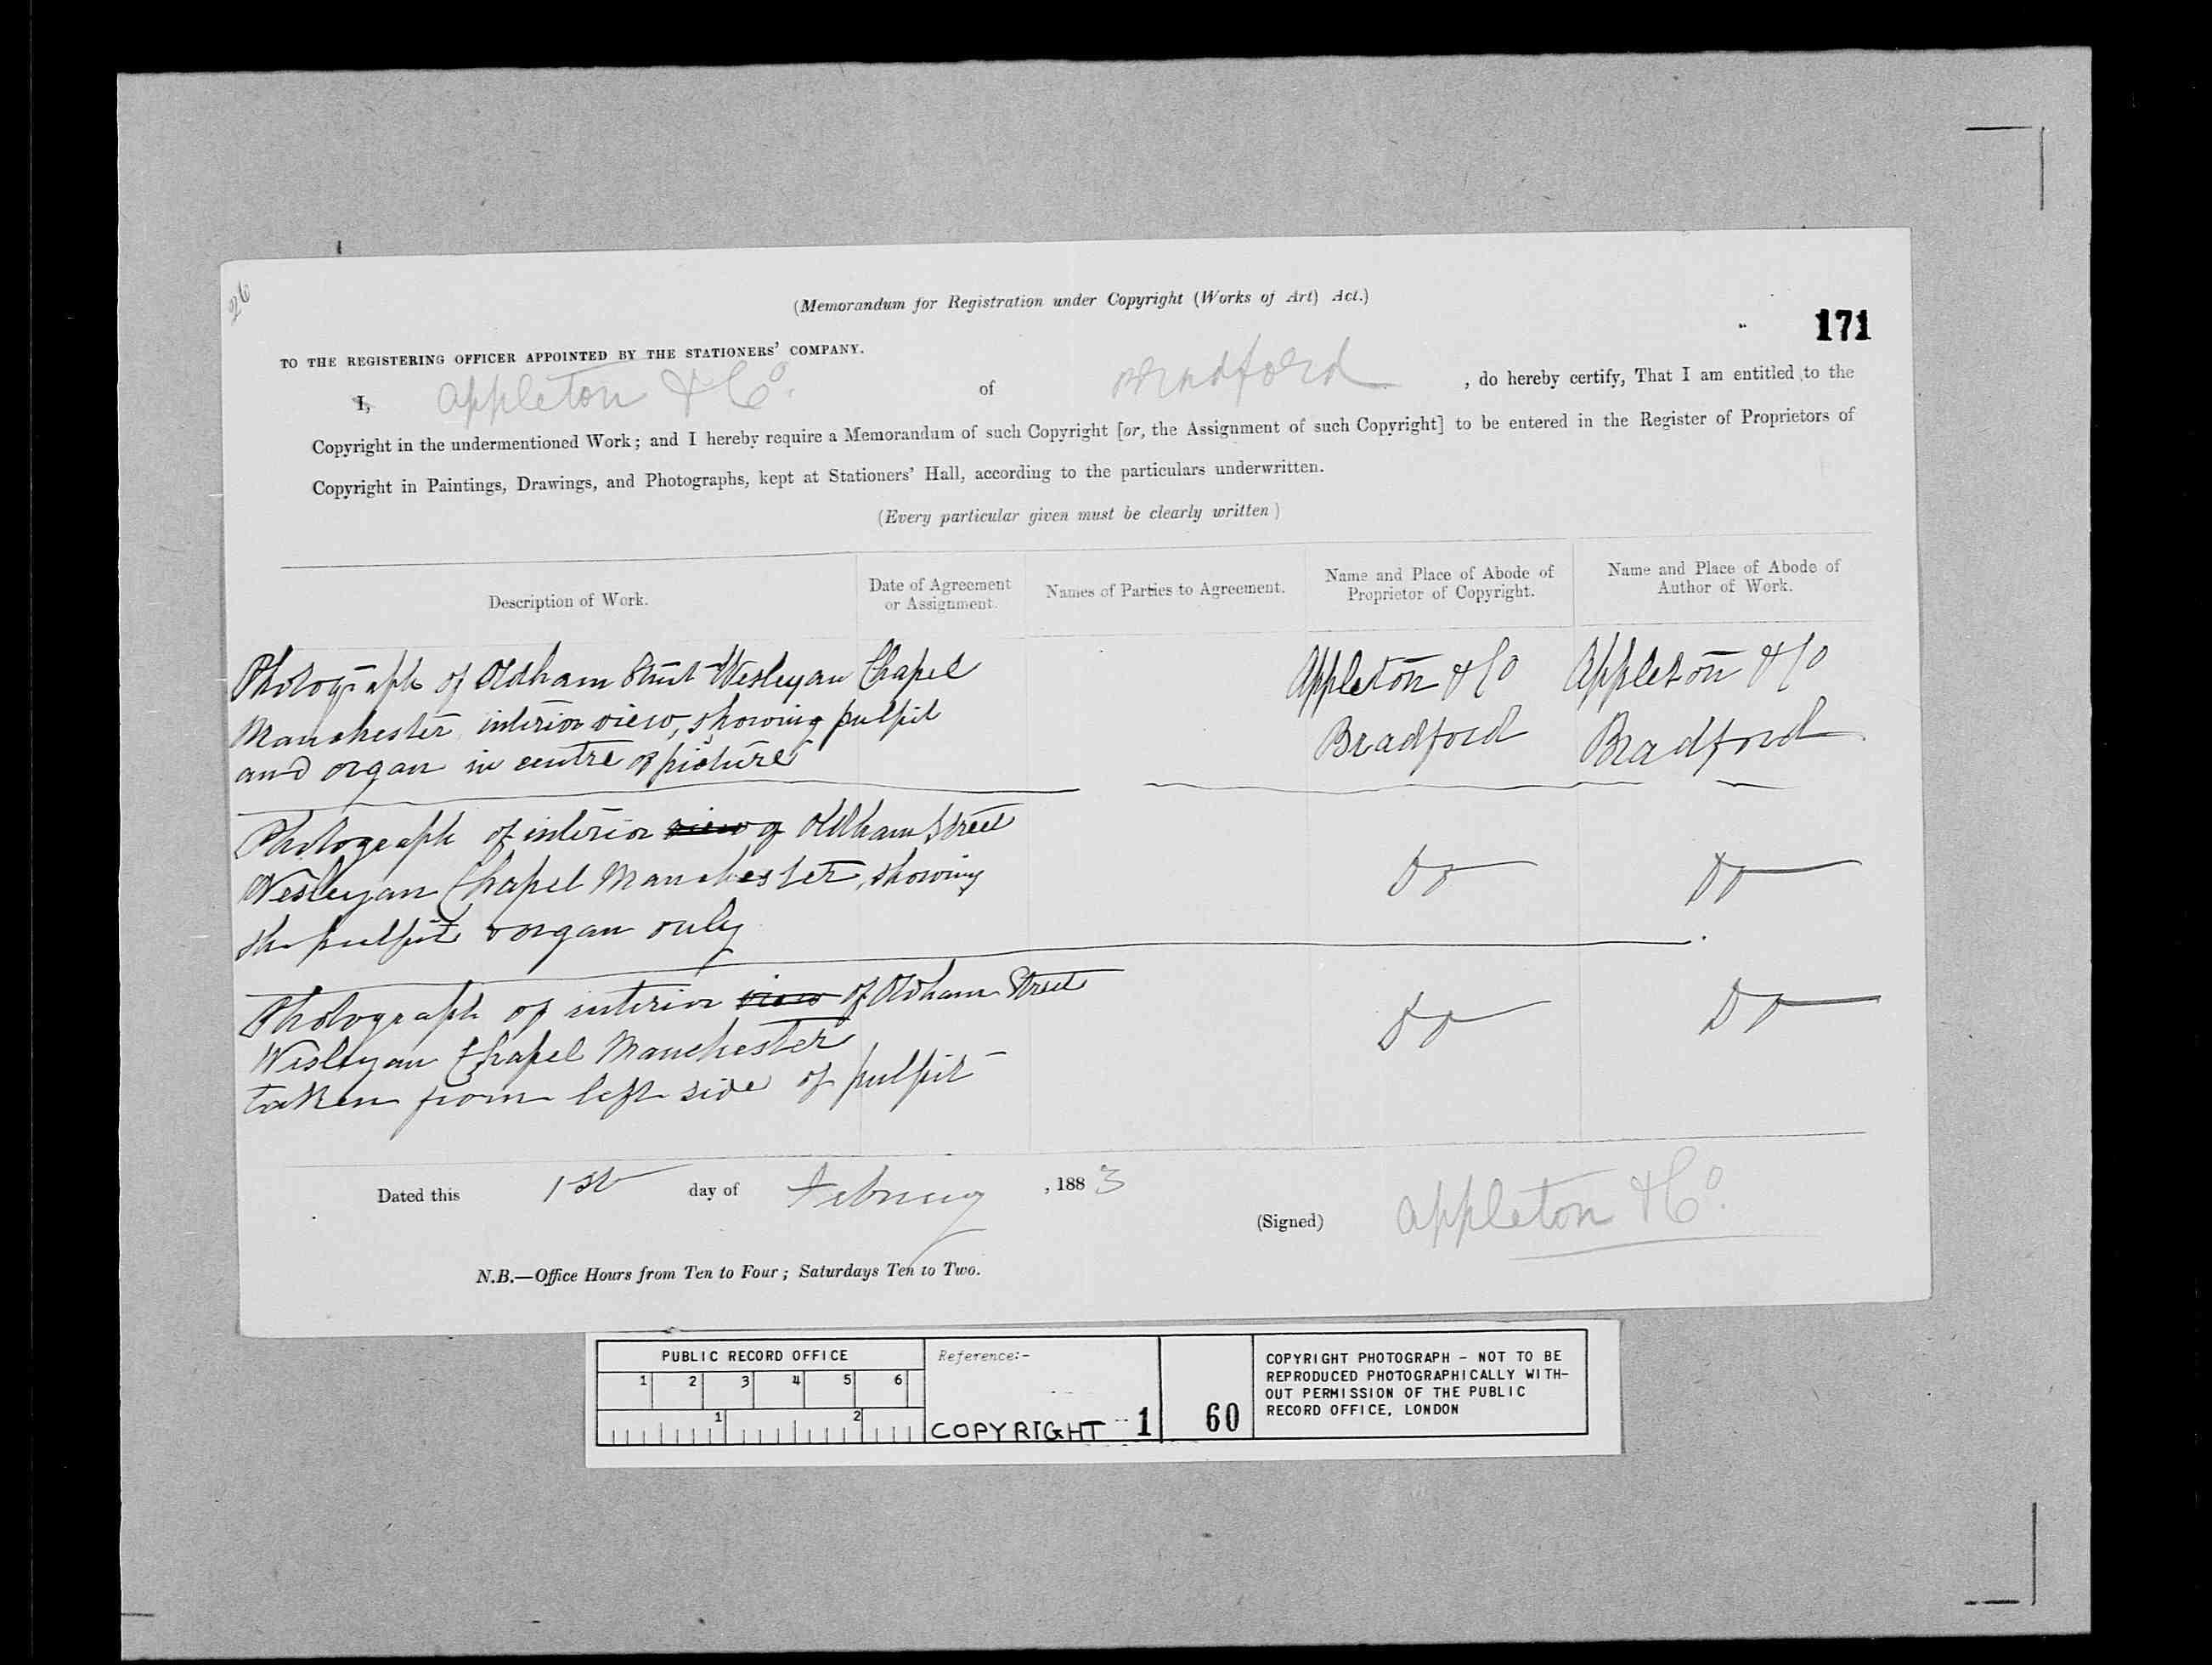 26
(Memorandum for Registration under Copyright (Works of Art) Act.)
171
TO THE REGISTERING OFFICER APPOINTED BY THE STATIONERS' COMPANY.
I, Appleton & Co. of Bradford , do hereby certify, That I am entitled to the
Copyright in the undermentioned Work; and I hereby require a Memorandum of such Copyright [or, the Assignment of such Copyright] to be entered in the Register of Proprietors of
Copyright in Paintings, Drawings, and Photographs, kept at Stationers' Hall, according to the particulars underwritten.
(Every particular given must be clearly written)
Description of Work.
Date of Agreement
or Assignment.
Names of Parties to Agreement.
Name and Place of Abode of
Proprietor of Copyright.
Name and Place of Abode of
Author of Work.
Photograph of Oldham Street Wesleyan Chapel
Manchester interior view, showing pulpit
and organ in centre of picture
Appleton & Co
Bradford
Appleton & Co
Bradford
Photograph of interior view of Oldham Street
Wesleyan Chapel Manchester, showing
the pulpit & organ only
Do
Do
Photograph of interior view of Oldham Street
Wesleyan Chapel Manchester
taken from left side of pulpit
Do
Do
Dated this 1st day of February , 1883
(Signed) Appleton & Co.
N.B.—Office Hours from Ten to Four; Saturdays Ten to Two.
PUBLIC RECORD OFFICE
1 2 3 4 5 6
1 2
Reference:-
COPYRIGHT 1
60
COPYRIGHT PHOTOGRAPH - NOT TO BE
REPRODUCED PHOTOGRAPHICALLY WITH-
OUT PERMISSION OF THE PUBLIC
RECORD OFFICE, LONDON